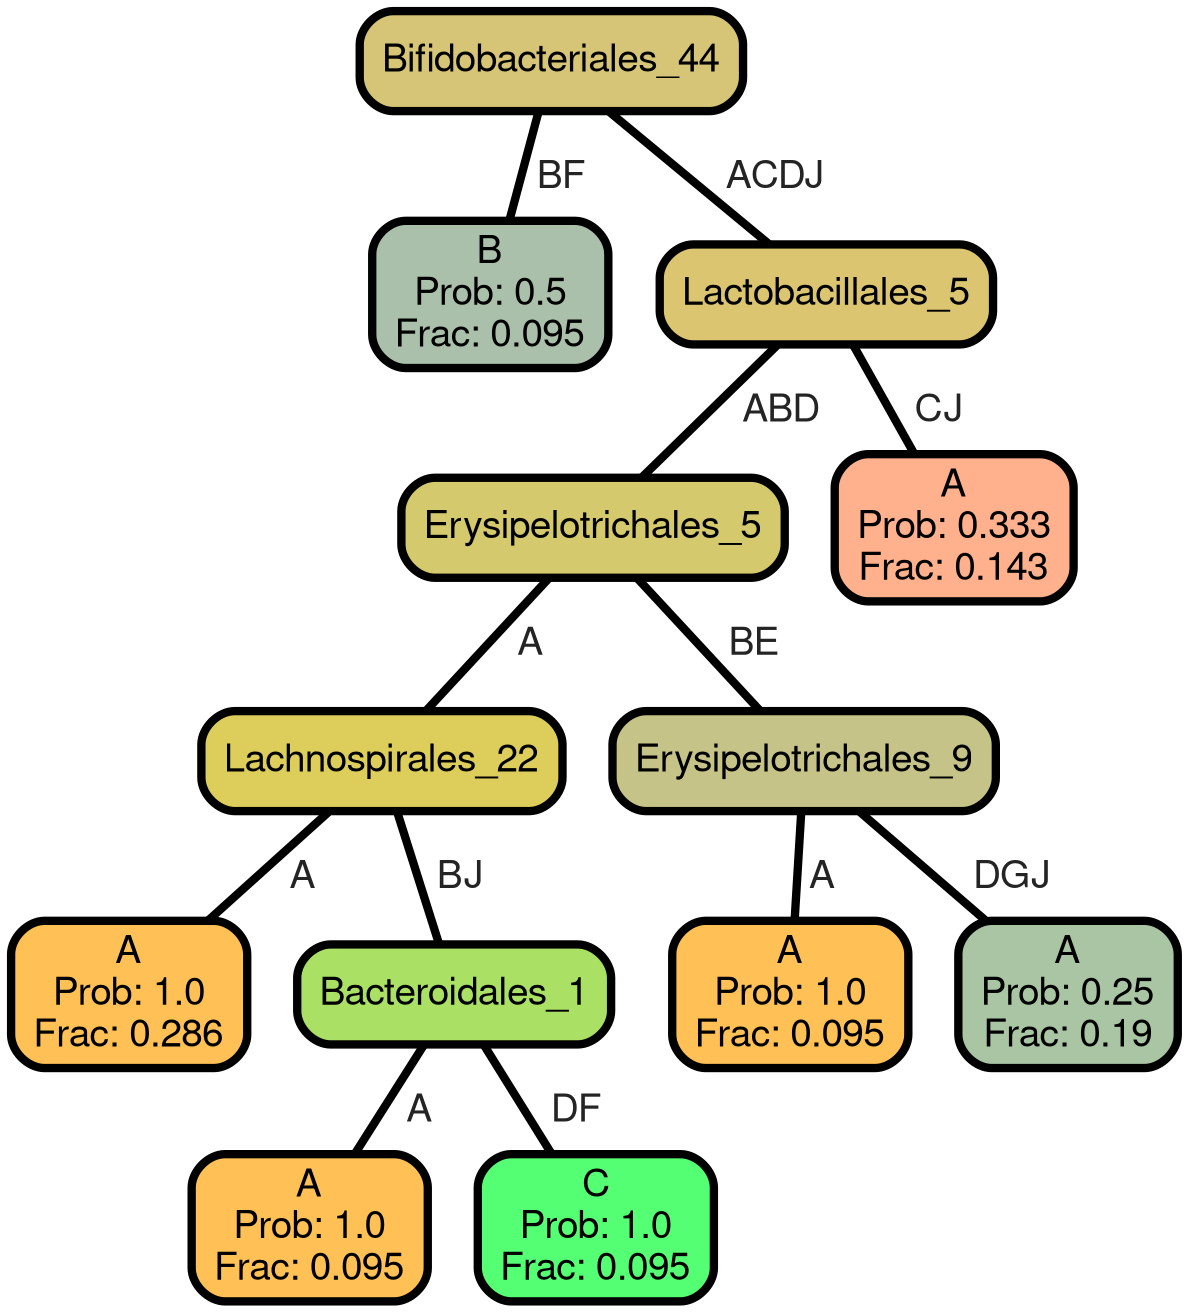 Bifidobacteriales_44
BF
ACDJ
B
Prob: 0.5
Frac: 0.095
Lactobacillales_5
ABD
CJ
Erysipelotrichales_5
A
Prob: 0.333
Frac: 0.143
A
BE
Lachnospirales_22
Erysipelotrichales_9
A
BJ
A
DGJ
A
Prob: 1.0
Frac: 0.286
Bacteroidales_1
A
Prob: 1.0
Frac: 0.095
A
Prob: 0.25
Frac: 0.19
A
DF
A
Prob: 1.0
Frac: 0.095
C
Prob: 1.0
Frac: 0.095